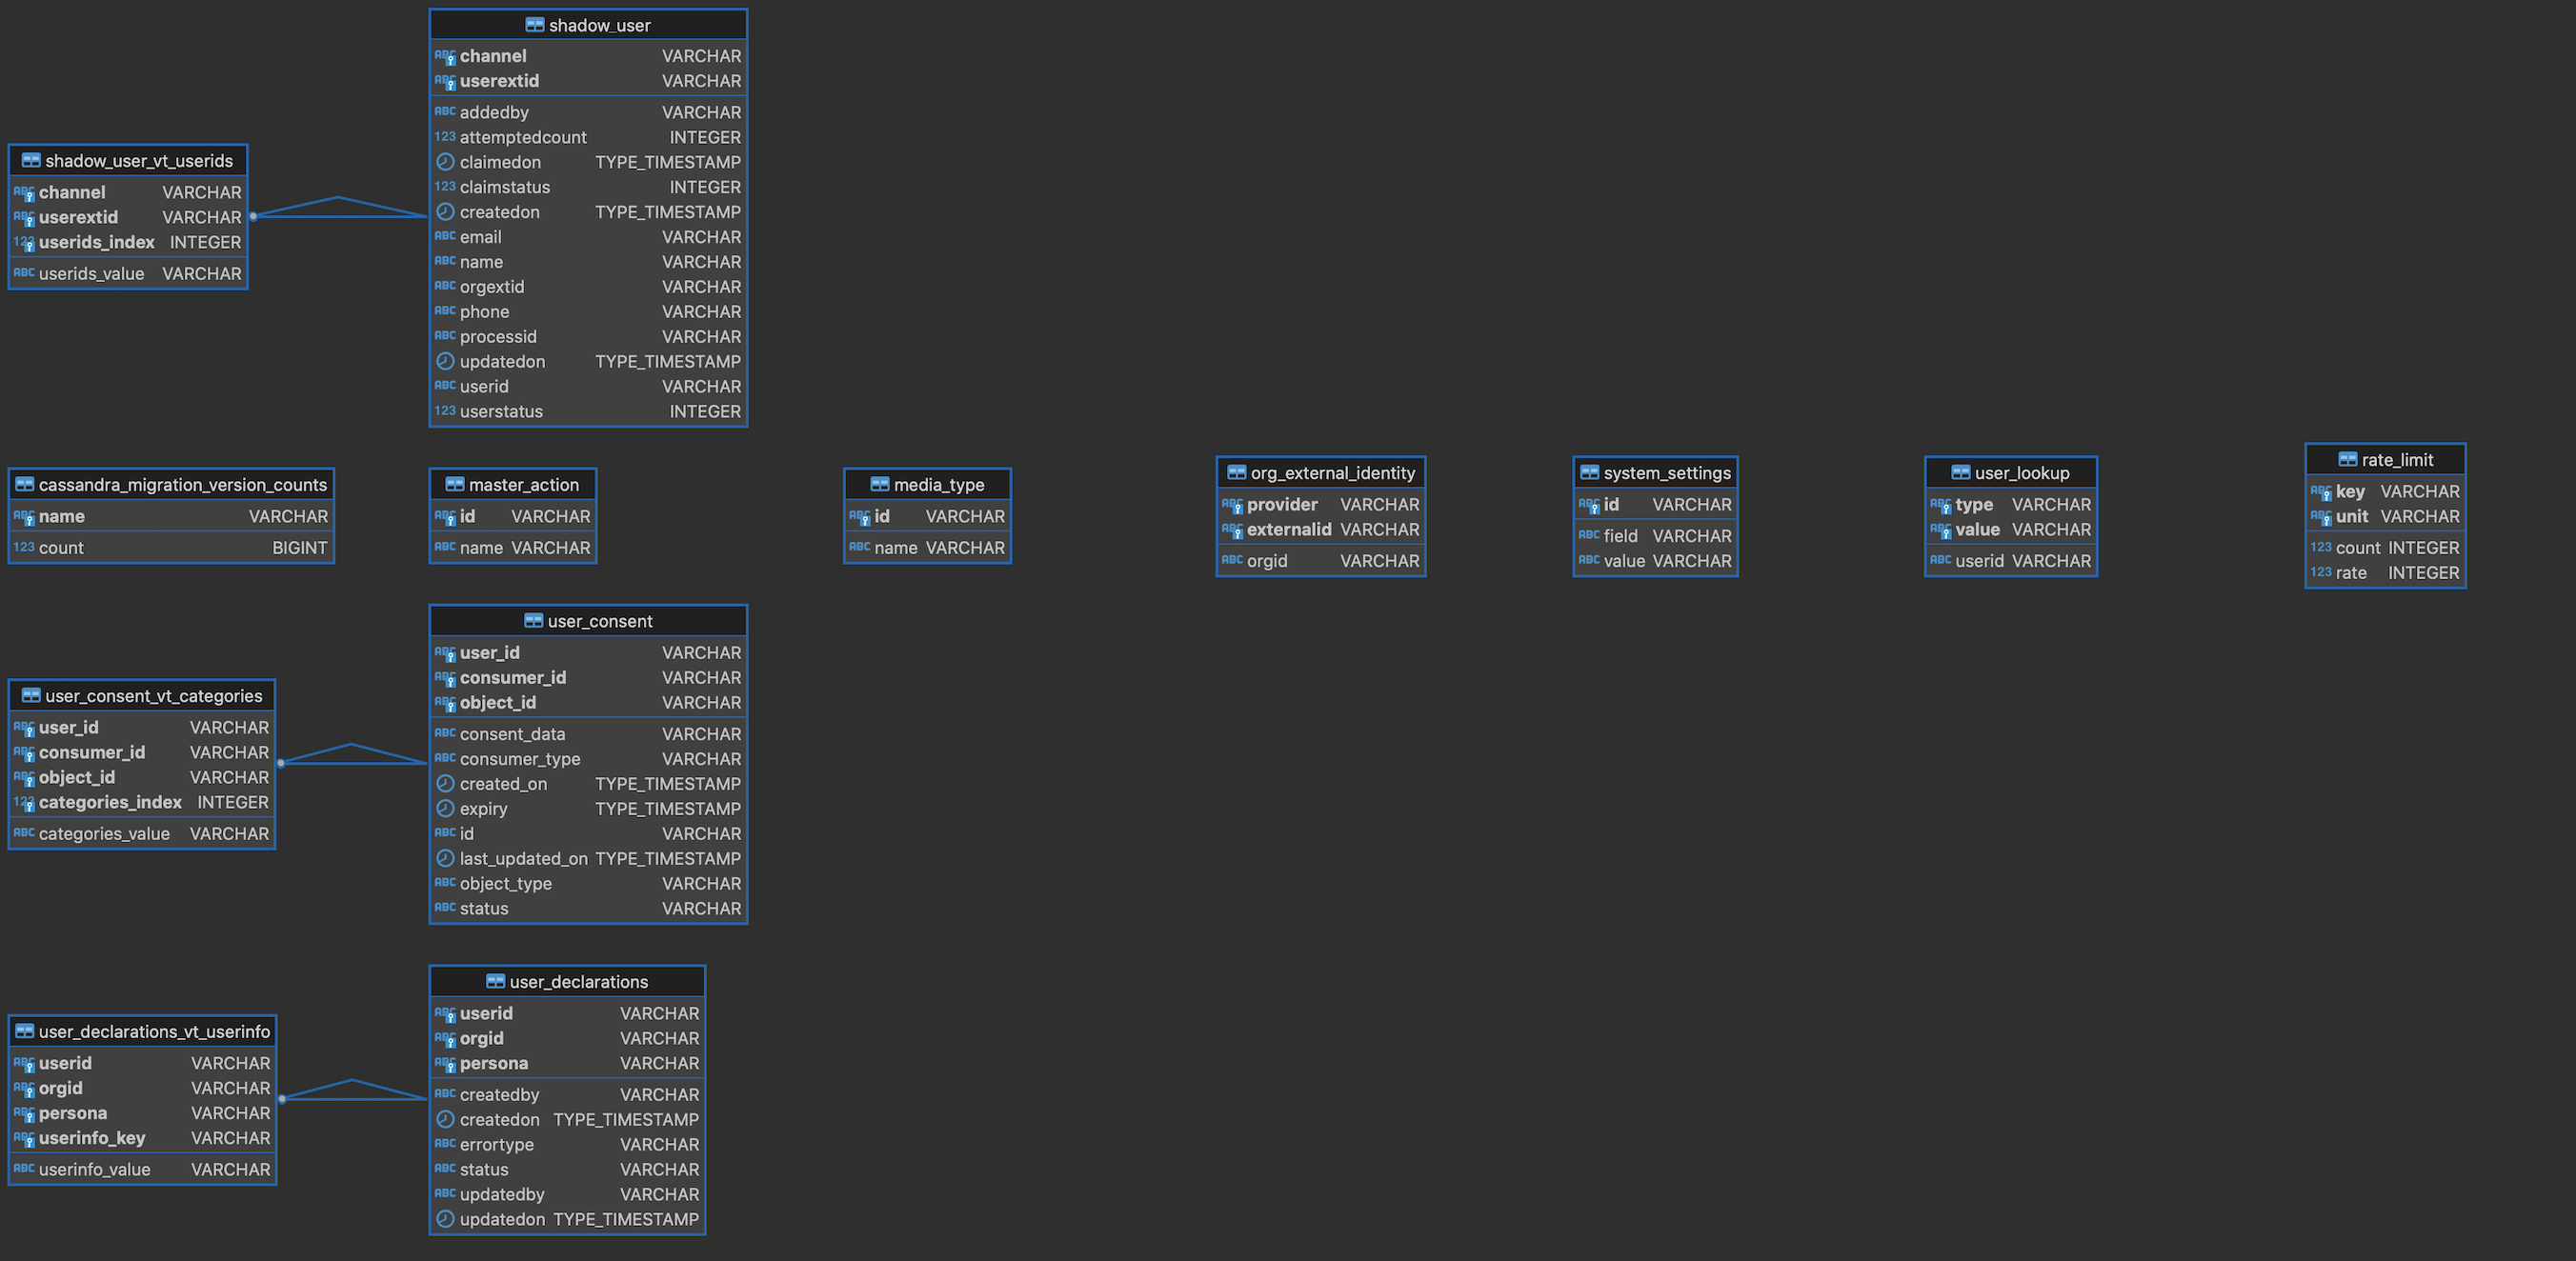 shadow_user
channel VARCHAR
userextid VARCHAR
addedby VARCHAR
attemptedcount INTEGER
claimedon TYPE_TIMESTAMP
claimstatus INTEGER
createdon TYPE_TIMESTAMP
email VARCHAR
name VARCHAR
orgextid VARCHAR
phone VARCHAR
processid VARCHAR
updatedon TYPE_TIMESTAMP
userid VARCHAR
userstatus INTEGER
shadow_user_vt_userids
channel VARCHAR
userextid VARCHAR
userids_index INTEGER
userids_value VARCHAR
cassandra_migration_version_counts
name VARCHAR
count BIGINT
master_action
id VARCHAR
name VARCHAR
media_type
id VARCHAR
name VARCHAR
org_external_identity
provider VARCHAR
externalid VARCHAR
orgid VARCHAR
system_settings
id VARCHAR
field VARCHAR
value VARCHAR
user_lookup
type VARCHAR
value VARCHAR
userid VARCHAR
rate_limit
key VARCHAR
unit VARCHAR
count INTEGER
rate INTEGER
user_consent
user_id VARCHAR
consumer_id VARCHAR
object_id VARCHAR
consent_data VARCHAR
consumer_type VARCHAR
created_on TYPE_TIMESTAMP
expiry TYPE_TIMESTAMP
id VARCHAR
last_updated_on TYPE_TIMESTAMP
object_type VARCHAR
status VARCHAR
user_consent_vt_categories
user_id VARCHAR
consumer_id VARCHAR
object_id VARCHAR
categories_index INTEGER
categories_value VARCHAR
user_declarations
userid VARCHAR
orgid VARCHAR
persona VARCHAR
createdby VARCHAR
createdon TYPE_TIMESTAMP
errortype VARCHAR
status VARCHAR
updatedby VARCHAR
updatedon TYPE_TIMESTAMP
user_declarations_vt_userinfo
userid VARCHAR
orgid VARCHAR
persona VARCHAR
userinfo_key VARCHAR
userinfo_value VARCHAR